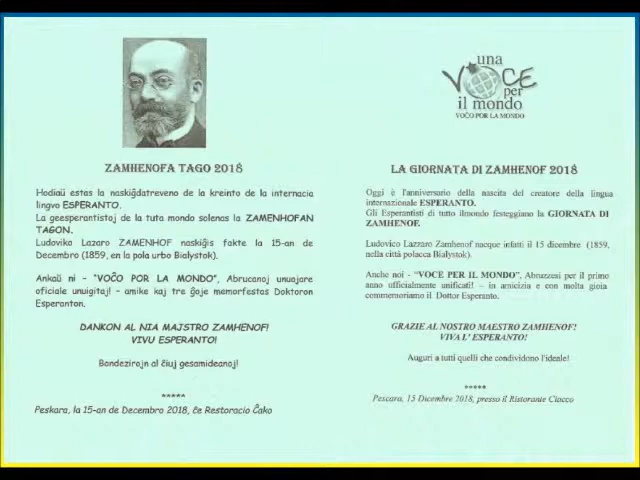 ZAMHENOFA TAGO 2018
Hodiaŭ estas la naskiĝdatreveno de la kreinto de la internacia
lingvo ESPERANTO.
La geesperantistoj de la tuta mondo solenas la ZAMENHOFAN
TAGON.
Ludoviko Lazaro ZAMENHOF naskiĝis fakte la 15-an de
Decembro (1859, en la pola urbo Bialystok).
Ankaŭ ni – "VOĈO POR LA MONDO", Abrucanoj unuajare
oficiale unuigitaj! – amike kaj tre ĝoje memorfestas Doktoron
Esperanton.
DANKON AL NIA MAJSTRO ZAMENHOF!
VIVU ESPERANTO!
Bondezirojn al ĉiuj gesamideanoj!
*****
Peskara, la 15-an de Decembro 2018, ĉe Restoracio Ĉako
una
VOCE
per
il mondo
VOĈO POR LA MONDO
LA GIORNATA DI ZAMENHOF 2018
Oggi è l'anniversario della nascita del creatore della lingua
internazionale ESPERANTO.
Gli Esperantisti di tutto ilmondo festeggiano la GIORNATA DI
ZAMENHOF.
Ludovico Lazzaro Zamenhof nacque infatti il 15 dicembre (1859,
nella città polacca Bialystok).
Anche noi - "VOCE PER IL MONDO", Abruzzesi per il primo
anno ufficialmente unificati! – in amicizia e con molta gioia
commemoriamo il Dottor Esperanto.
GRAZIE AL NOSTRO MAESTRO ZAMENHOF!
VIVA L' ESPERANTO!
Auguri a tutti quelli che condividono l'ideale!
*****
Pescara, 15 Dicembre 2018, presso il Ristorante Ciacco